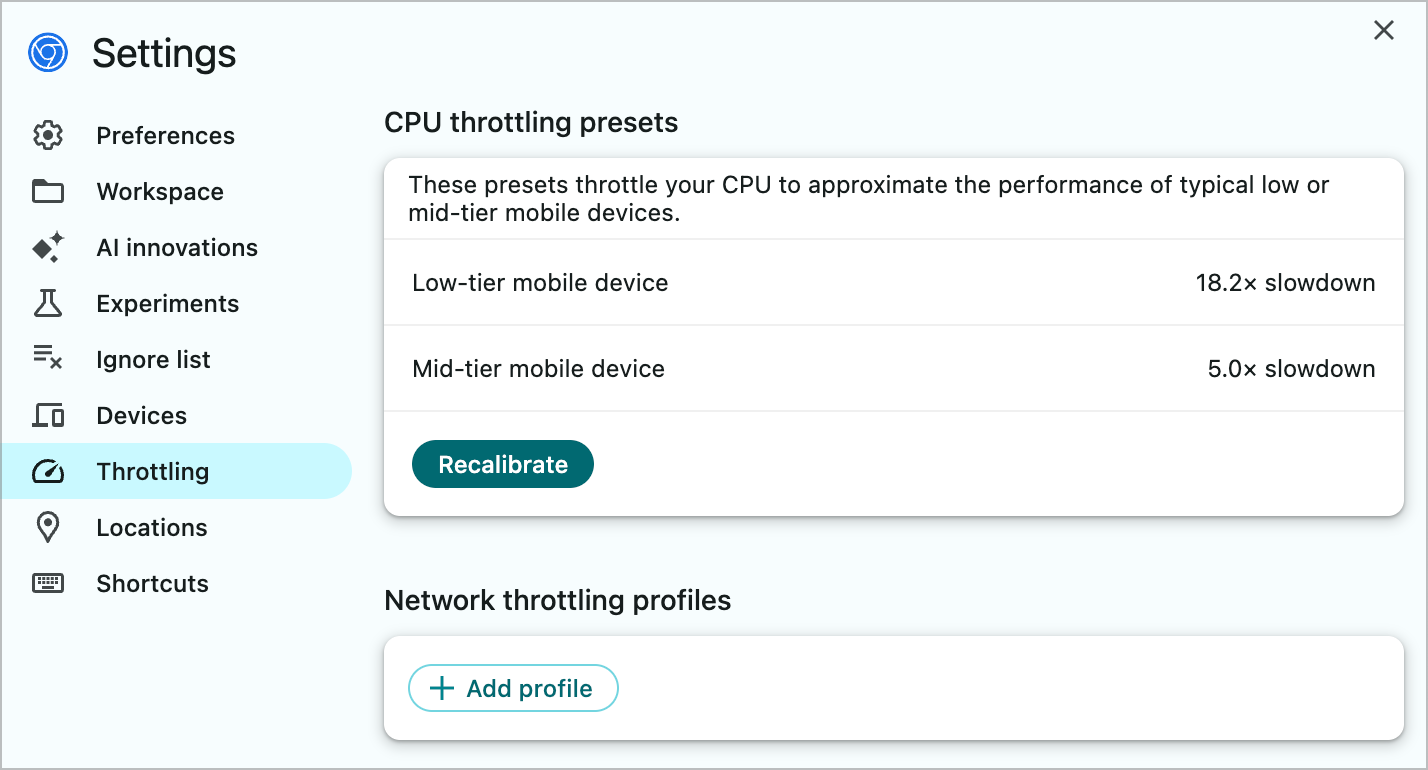 Settings
Preferences
Workspace
AI innovations
Experiments
Ignore list
Devices
Throttling
Locations
Shortcuts
CPU throttling presets
These presets throttle your CPU to approximate the performance of typical low or
mid-tier mobile devices.
Low-tier mobile device 18.2× slowdown
Mid-tier mobile device 5.0× slowdown
Recalibrate
Network throttling profiles
Add profile